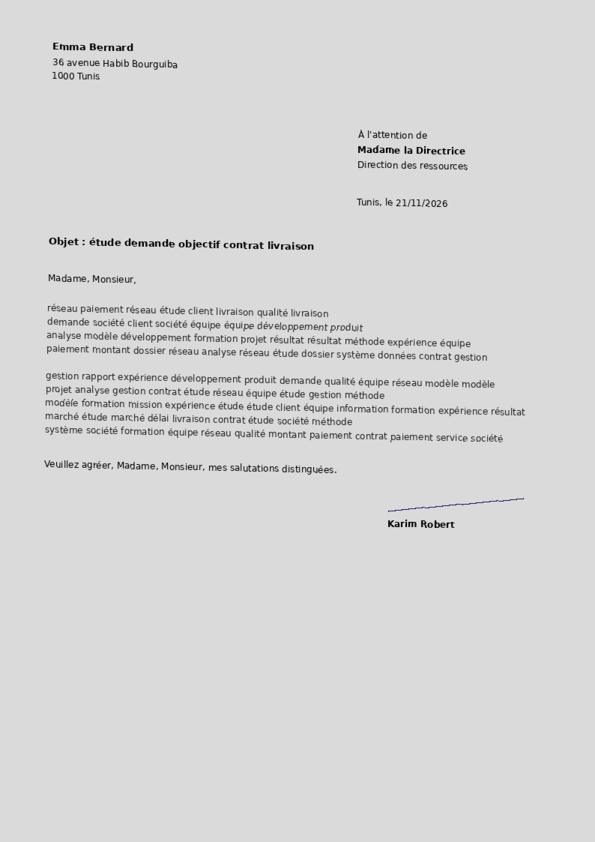 Emma Bernard
36 avenue Habib Bourguiba
1000 Tunis
À l'attention de
Madame la Directrice
Direction des ressources
Tunis, le 21/11/2026
Objet : étude demande objectif contrat livraison
Madame, Monsieur,
réseau paiement réseau étude client livraison qualité livraison
demande société client société équipe équipe développement produit
analyse modèle développement formation projet résultat résultat méthode expérience équipe
paiement montant dossier réseau analyse réseau étude dossier système données contrat gestion
gestion rapport expérience développement produit demande qualité équipe réseau modèle modèle
projet analyse gestion contrat étude réseau équipe étude gestion méthode
modèle formation mission expérience étude étude client équipe information formation expérience résultat
marché étude marché délai livraison contrat étude société méthode
système société formation équipe réseau qualité montant paiement contrat paiement service société
Veuillez agréer, Madame, Monsieur, mes salutations distinguées.
Karim Robert